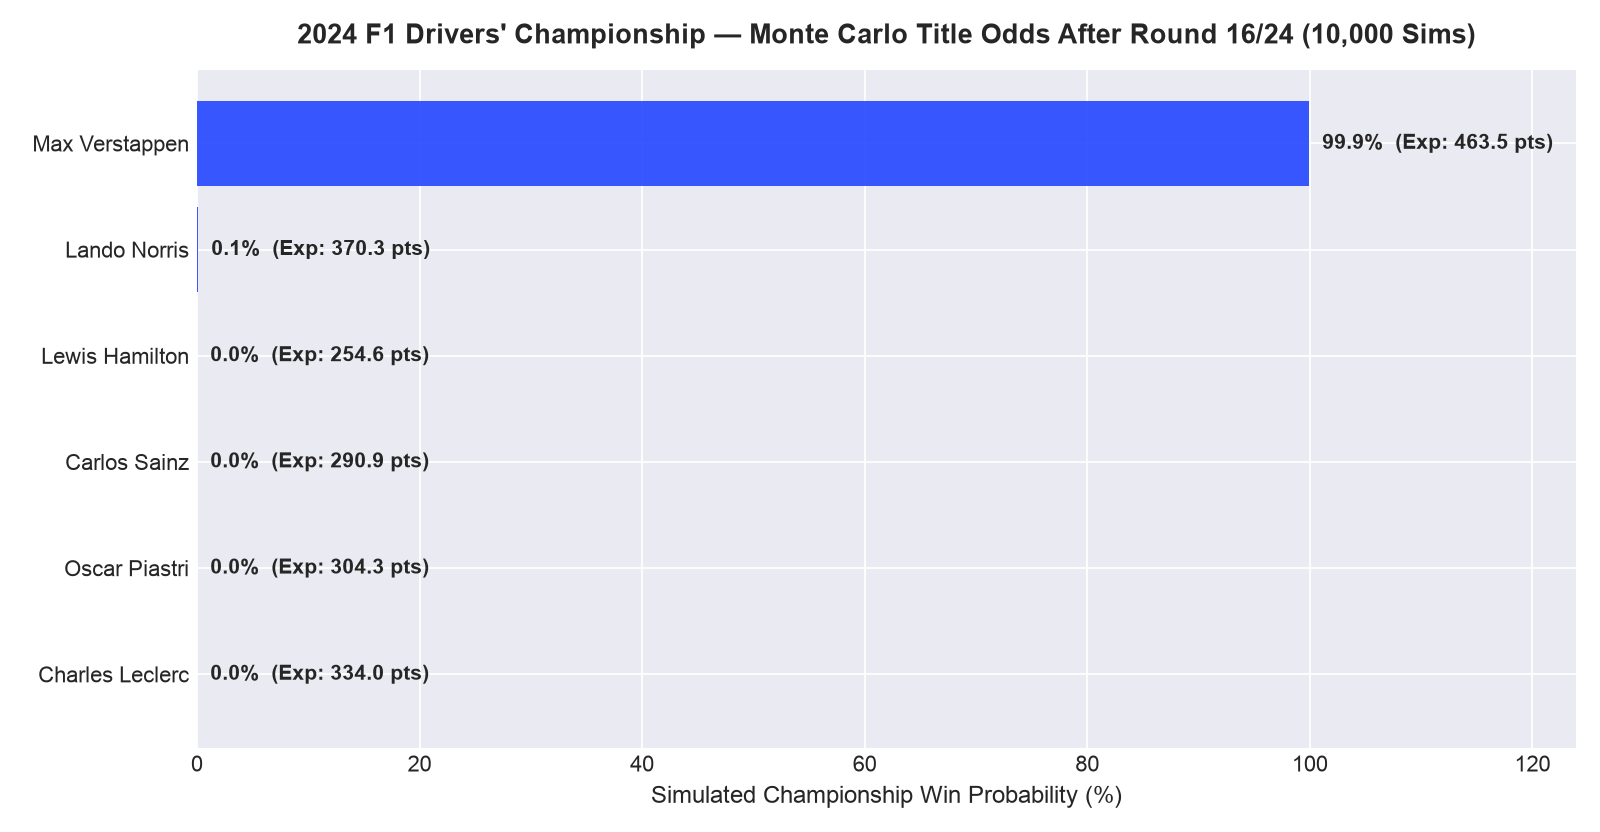 2024 F1 Drivers' Championship — Monte Carlo Title Odds After Round 16/24 (10,000 Sims)
Max Verstappen 99.9% (Exp: 463.5 pts)
Lando Norris 0.1% (Exp: 370.3 pts)
Lewis Hamilton 0.0% (Exp: 254.6 pts)
Carlos Sainz 0.0% (Exp: 290.9 pts)
Oscar Piastri 0.0% (Exp: 304.3 pts)
Charles Leclerc 0.0% (Exp: 334.0 pts)
0 20 40 60 80 100 120
Simulated Championship Win Probability (%)